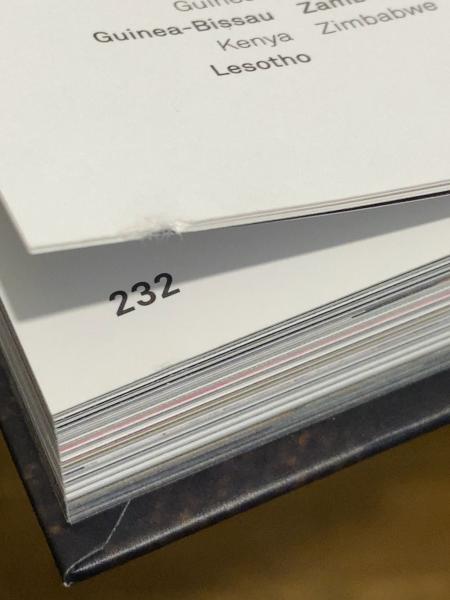 Guinea-Bissau
Kenya Zimbabwe
Lesotho
232